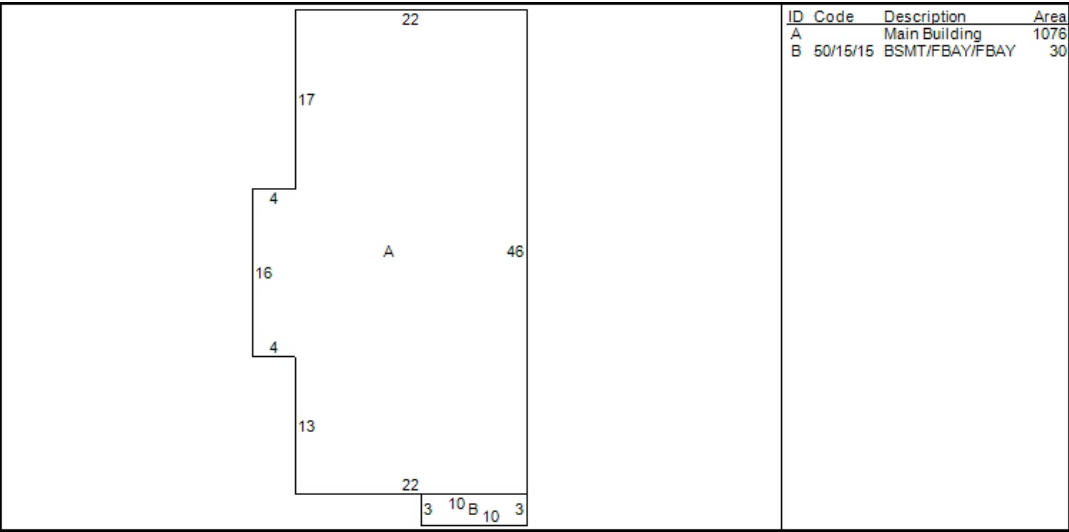 22
17
4
A
46
16
4
13
22
3 10 B 10 3
ID Code Description Area
A Main Building 1076
B 50/15/15 BSMT/FBAY/FBAY 30